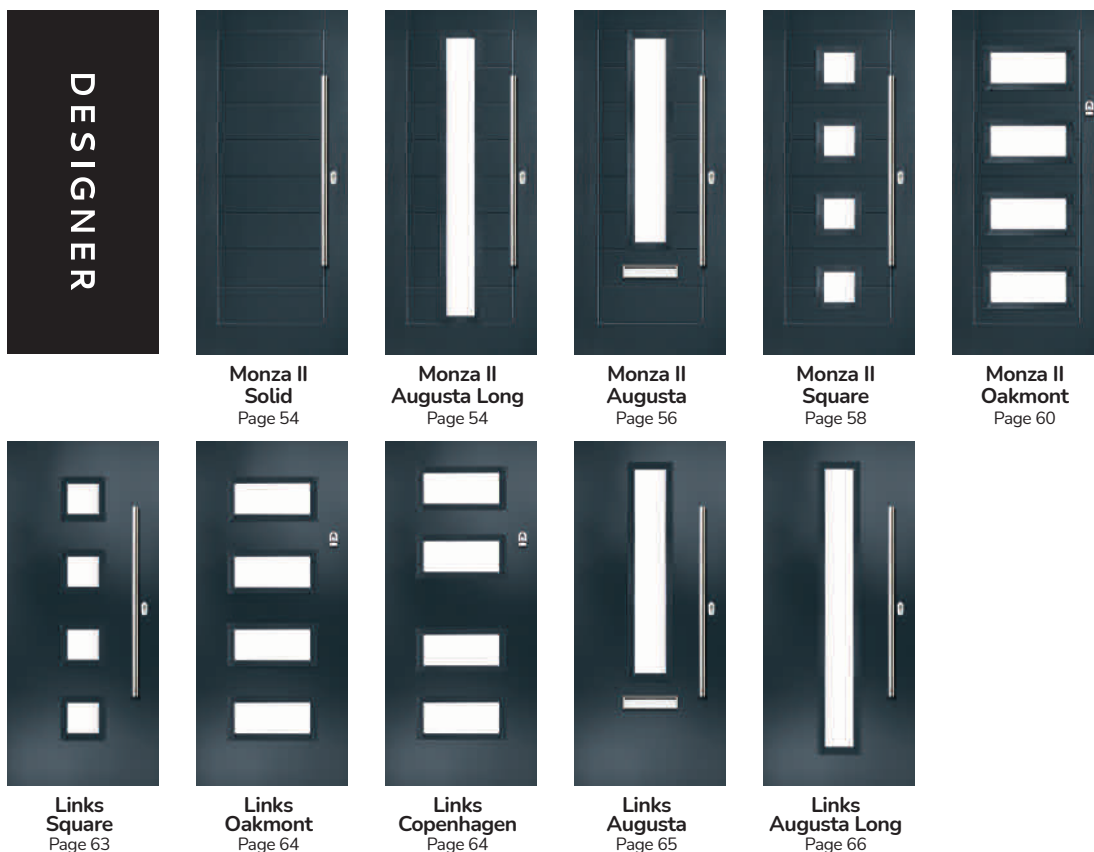 DESIGNER
Monza II
Solid
Page 54
Monza II
Augusta Long
Page 54
Monza II
Augusta
Page 56
Monza II
Square
Page 58
Monza II
Oakmont
Page 60
Links
Square
Page 63
Links
Oakmont
Page 64
Links
Copenhagen
Page 64
Links
Augusta
Page 65
Links
Augusta Long
Page 66